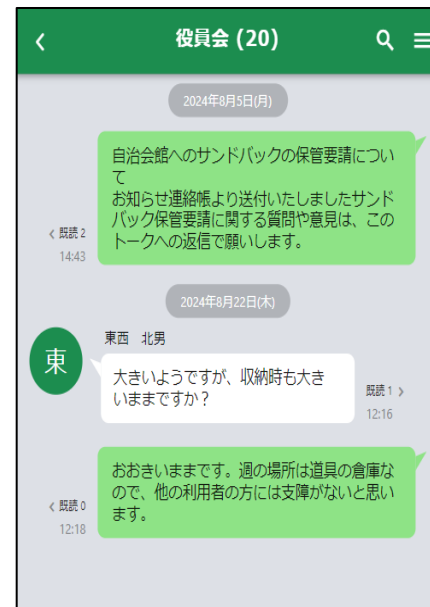 役員会 (20)
2024年8月5日(月)
自治会館へのサンドバックの保管要請につい
て
お知らせ連絡帳より送付いたしましたサンド
バック保管要請に関する質問や意見は、この
トークへの返信で願いします。
既読 2
14:43
2024年8月22日(木)
東西 北男
東
大きいようですが、収納時も大き
いままですか？
既読 1
12:16
おおきいままです。週の場所は道具の倉庫な
ので、他の利用者の方には支障がないと思い
ます。
既読 0
12:18